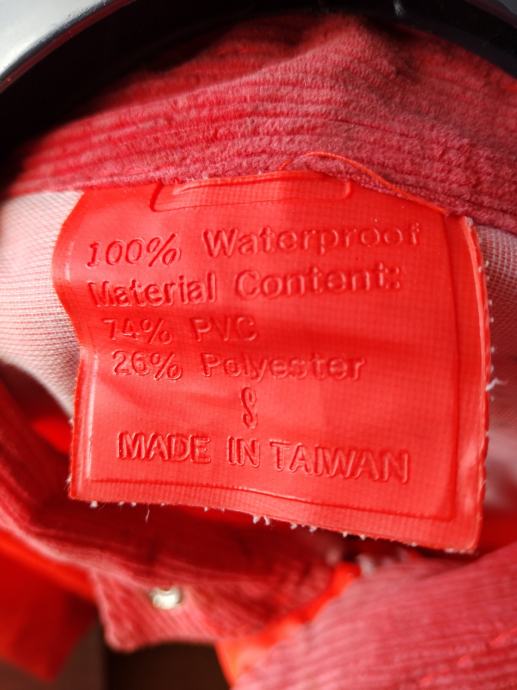 100% Waterproof
Material Content:
74% PVC
26% Polyester
S
MADE IN TAIWAN